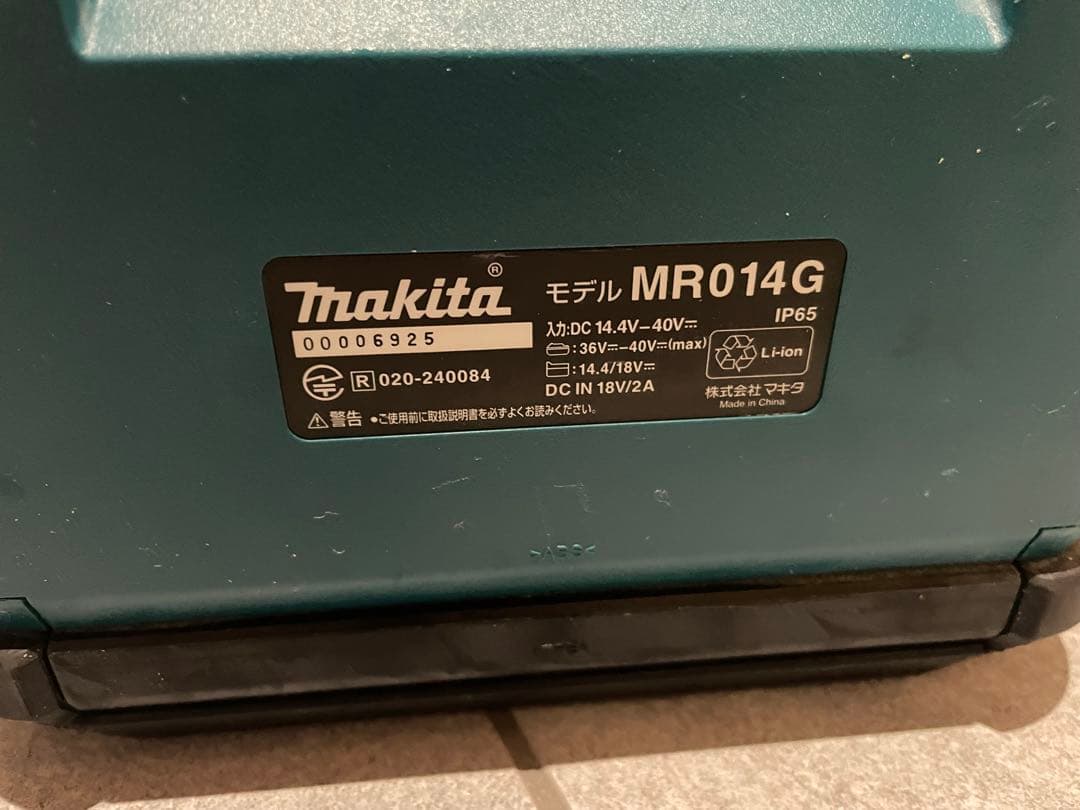 makita®
モデル MR014G
00006925
IP65
入力:DC 14.4V-40V⎓
:36V⎓-40V⎓(max)
:14.4/18V⎓
DC IN 18V/2A
Li-ion
R 020-240084
株式会社 マキタ
Made in China
警告 •ご使用前に取扱説明書を必ずよくお読みください。
>ABS<